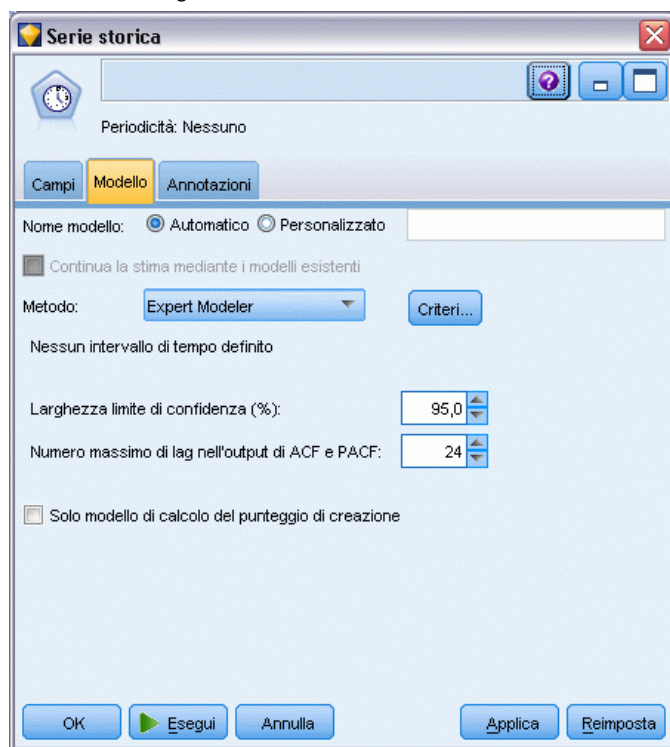 Serie storica
Periodicità: Nessuno
Campi Modello Annotazioni
Nome modello: Automatico Personalizzato
Continua la stima mediante i modelli esistenti
Metodo: Expert Modeler Criteri...
Nessun intervallo di tempo definito
Larghezza limite di confidenza (%): 95,0
Numero massimo di lag nell'output di ACF e PACF: 24
Solo modello di calcolo del punteggio di creazione
OK Esegui Annulla Applica Reimposta